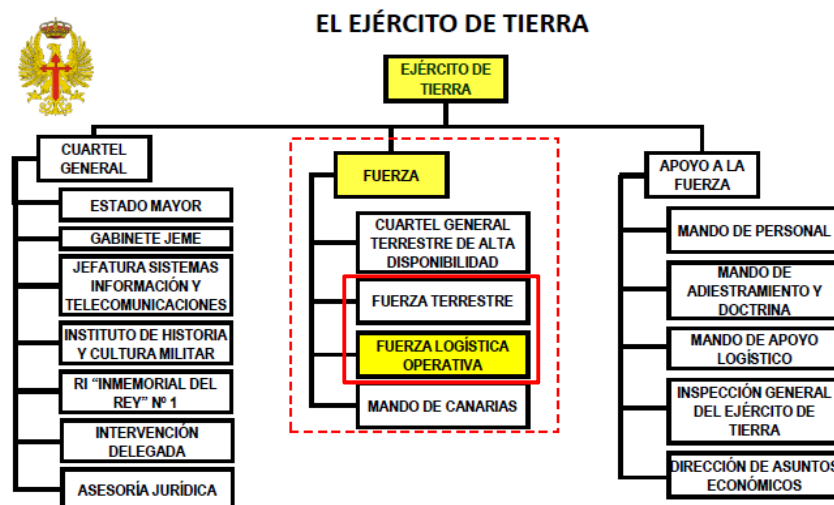 EL EJÉRCITO DE TIERRA
EJÉRCITO DE
TIERRA
CUARTEL
GENERAL
ESTADO MAYOR
GABINETE JEME
JEFATURA SISTEMAS
INFORMACIÓN Y
TELECOMUNICACIONES
INSTITUTO DE HISTORIA
Y CULTURA MILITAR
RI “INMEMORIAL DEL
REY” Nº 1
INTERVENCIÓN
DELEGADA
ASESORÍA JURÍDICA
FUERZA
CUARTEL GENERAL
TERRESTRE DE ALTA
DISPONIBILIDAD
FUERZA TERRESTRE
FUERZA LOGÍSTICA
OPERATIVA
MANDO DE CANARIAS
APOYO A LA
FUERZA
MANDO DE PERSONAL
MANDO DE
ADIESTRAMIENTO Y
DOCTRINA
MANDO DE APOYO
LOGÍSTICO
INSPECCIÓN GENERAL
DEL EJÉRCITO DE
TIERRA
DIRECCIÓN DE ASUNTOS
ECONÓMICOS